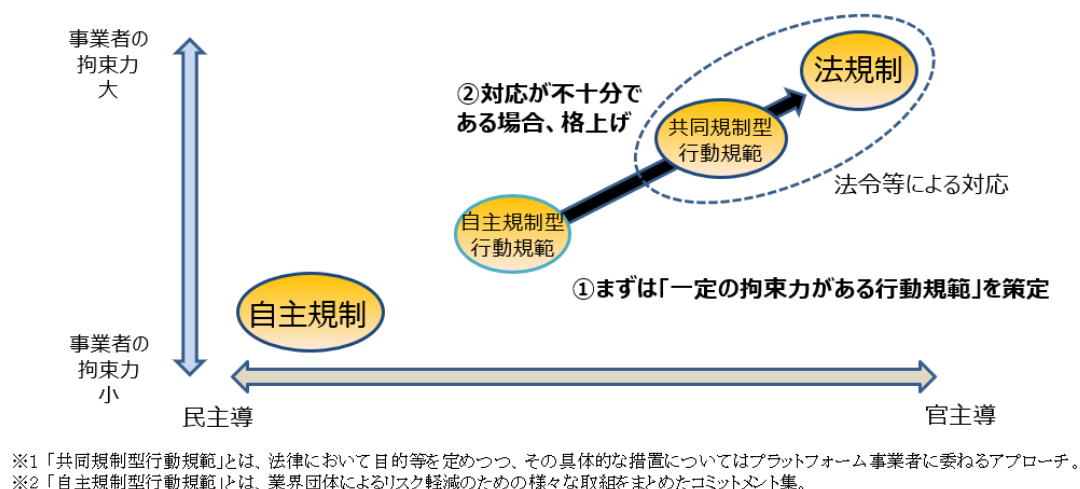 事業者の
拘束力
大
法規制
②対応が不十分で
ある場合、格上げ
共同規制型
行動規範
法令等による対応
自主規制型
行動規範
①まずは「一定の拘束力がある行動規範」を策定
自主規制
事業者の
拘束力
小
民主導
官主導
※1 「共同規制型行動規範」とは、法律において目的等を定めつつ、その具体的な措置についてはプラットフォーム事業者に委ねるアプローチ。
※2 「自主規制型行動規範」とは、業界団体によるリスク軽減のための様々な取組をまとめたコミットメント集。